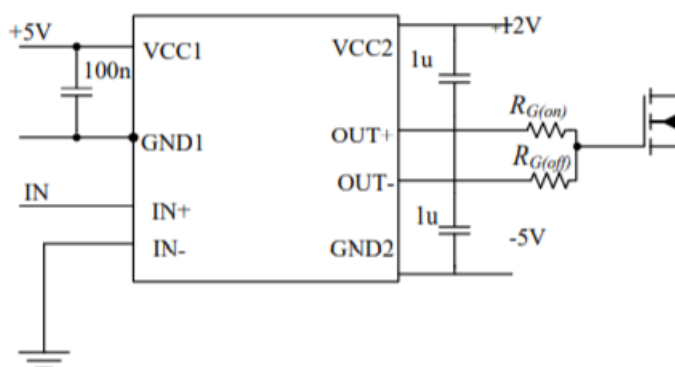 +5V
VCC1
100n
GND1
IN
IN+
IN-
VCC2
1u
OUT+
OUT-
1u
GND2
+12V
R_G(on)
R_G(off)
-5V